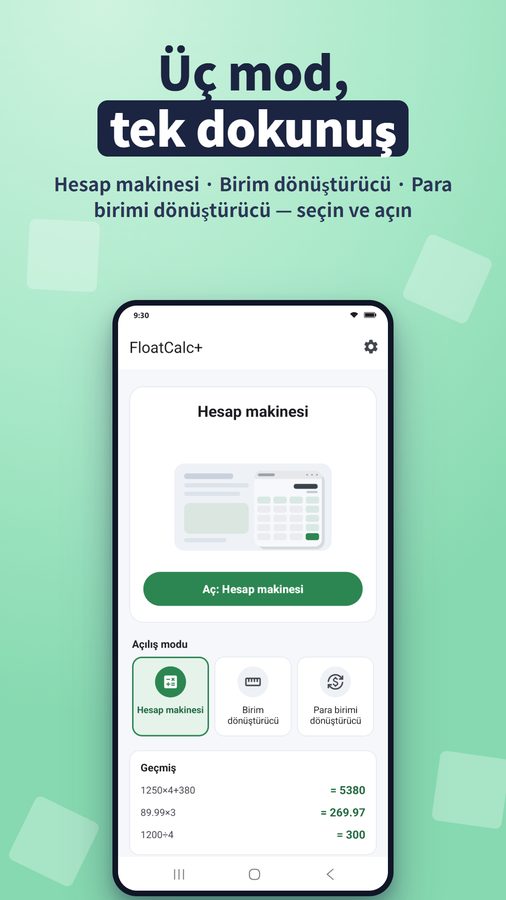 Üç mod,
tek dokunuş
Hesap makinesi · Birim dönüştürücü · Para
birimi dönüştürücü — seçin ve açın
9:30
FloatCalc+
Hesap makinesi
Aç: Hesap makinesi
Açılış modu
Hesap makinesi
Birim
dönüştürücü
Para birimi
dönüştürücü
Geçmiş
1250×4+380 = 5380
89.99×3 = 269.97
1200÷4 = 300